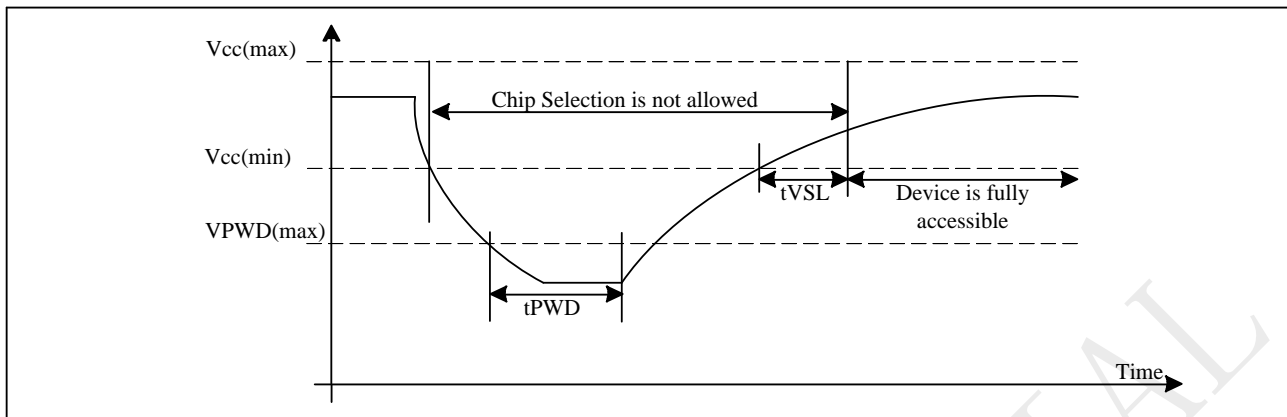 Vcc(max)
Chip Selection is not allowed
Vcc(min)
tVSL
Device is fully
accessible
VPWD(max)
tPWD
Time